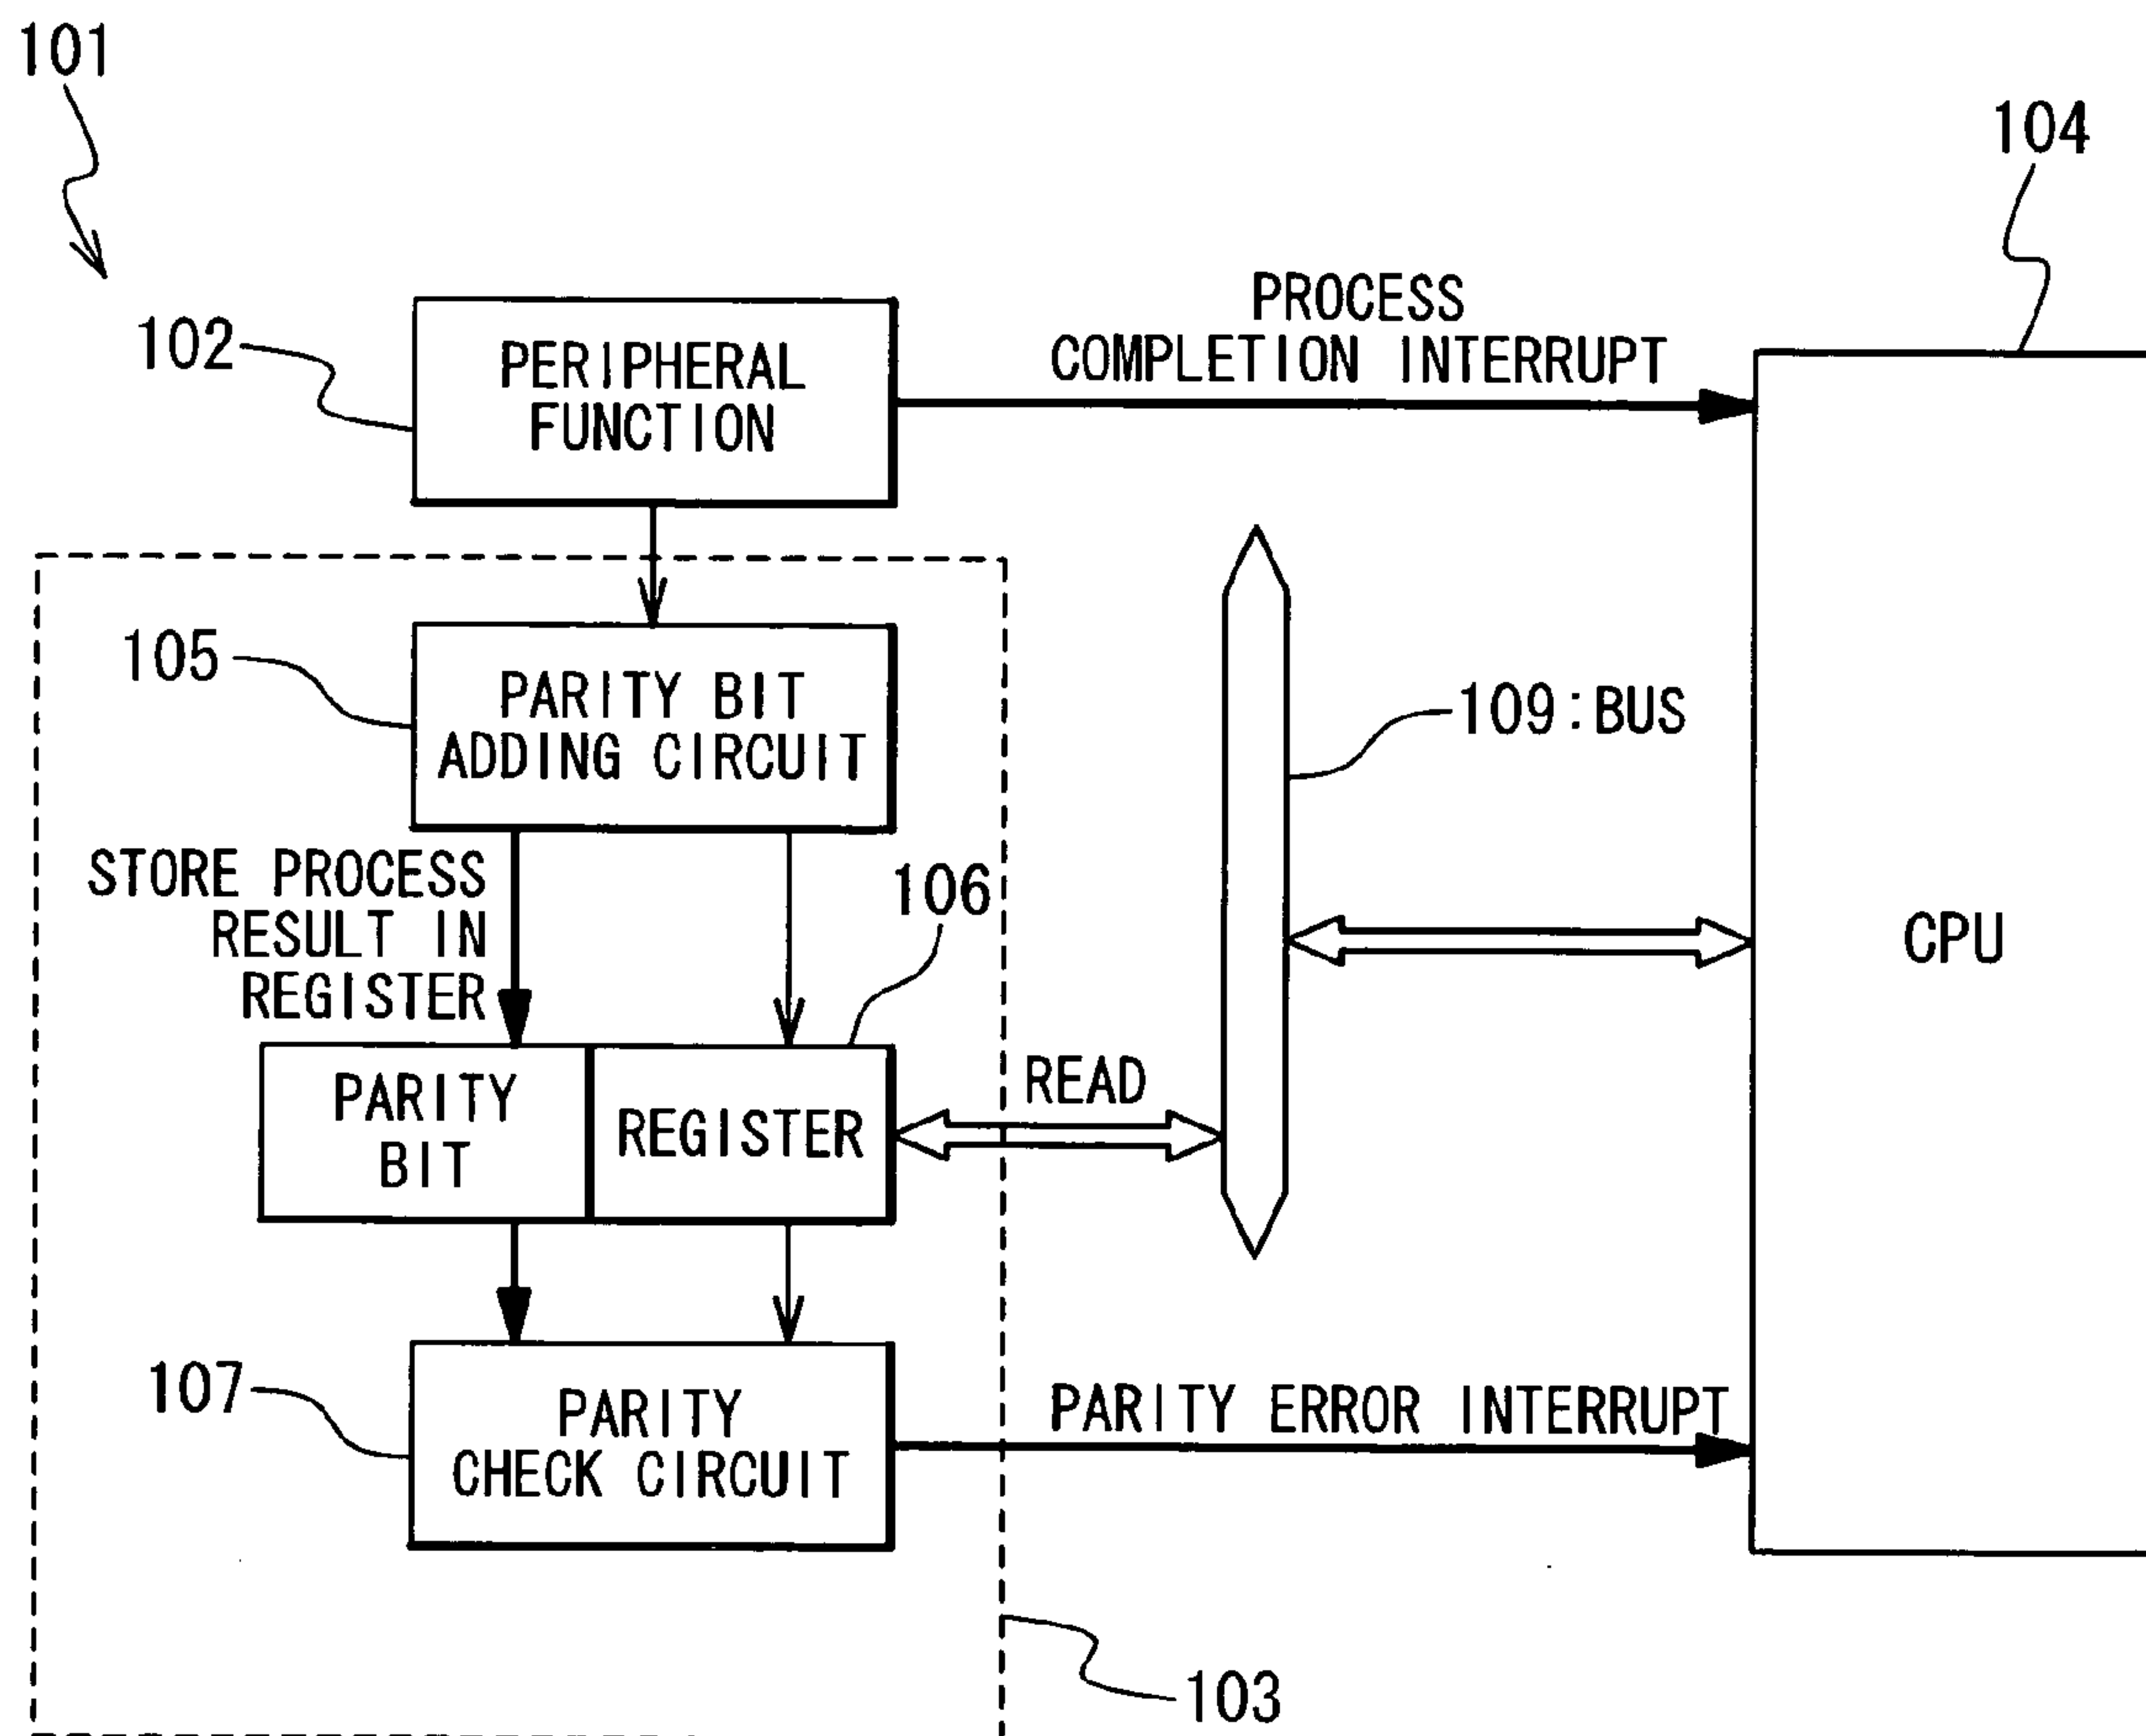 101
104
PROCESS
COMPLETION INTERRUPT
102
PERIPHERAL
FUNCTION
105
PARITY BIT
ADDING CIRCUIT
109:BUS
STORE PROCESS
RESULT IN
REGISTER
106
CPU
PARITY
BIT
REGISTER
READ
107
PARITY
CHECK CIRCUIT
PARITY ERROR INTERRUPT
103